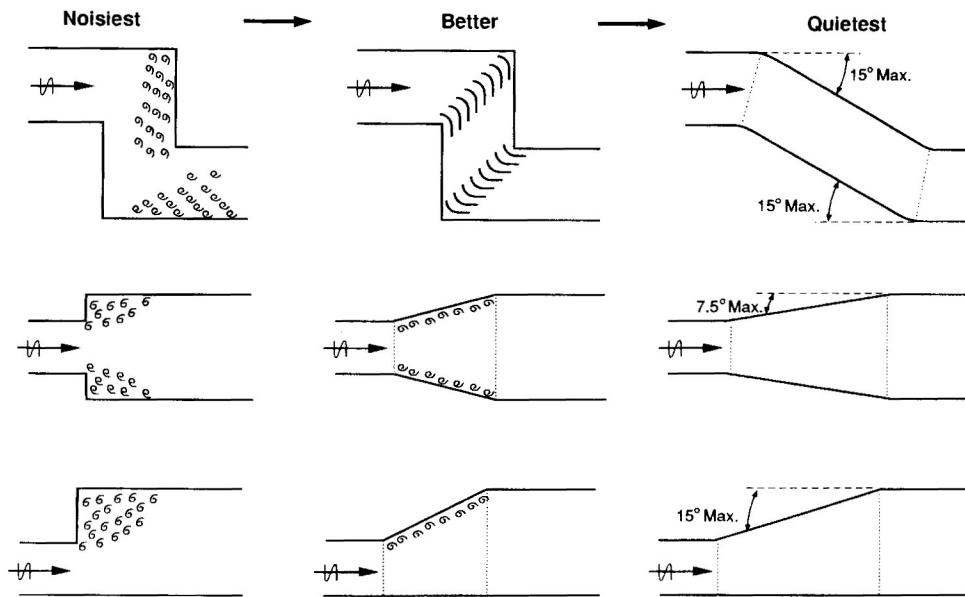 Noisiest
Better
Quietest
15° Max.
15° Max.
7.5° Max.
15° Max.